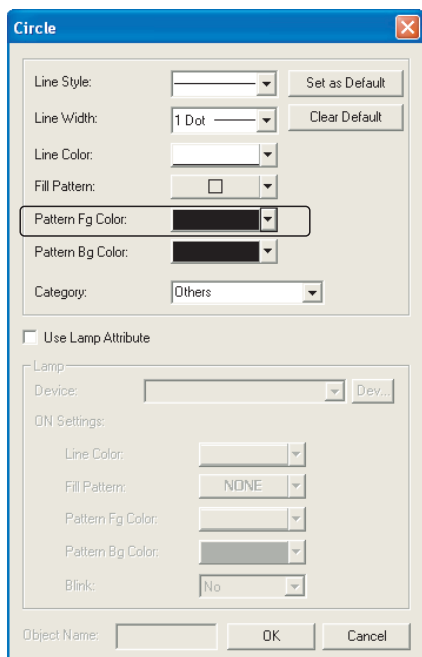 Circle
Line Style:
Set as Default
Line Width:
1 Dot
Clear Default
Line Color:
Fill Pattern:
Pattern Fg Color:
Pattern Bg Color:
Category:
Others
Use Lamp Attribute
Lamp
Device:
Dev...
ON Settings:
Line Color:
Fill Pattern:
NONE
Pattern Fg Color:
Pattern Bg Color:
Blink:
No
Object Name:
OK
Cancel